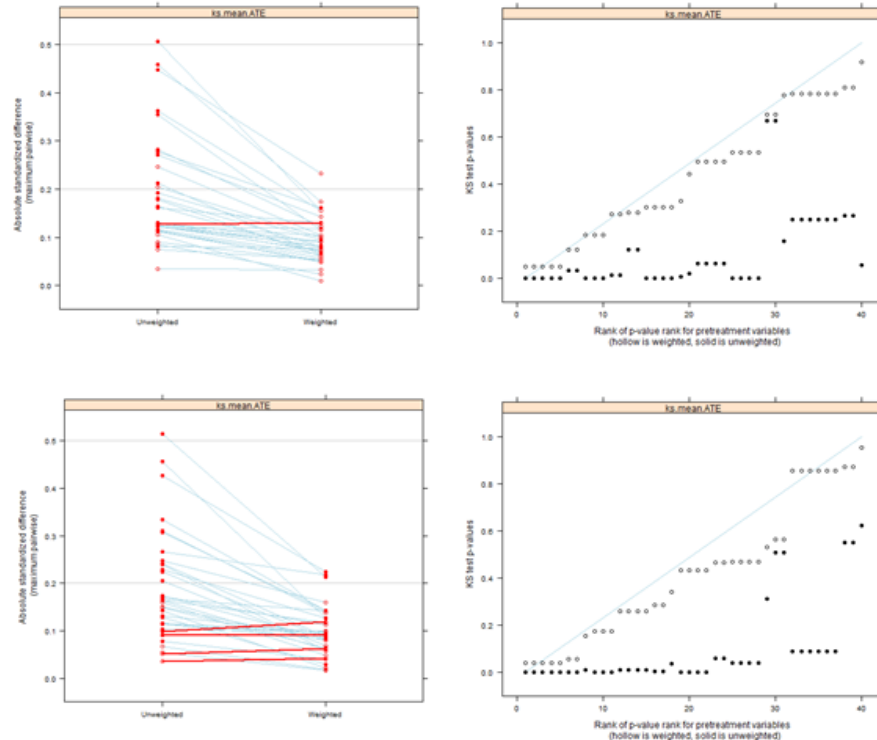 ks.mean.ATE
Absolute standardized difference
(maximum pairwise)
0.5
0.4
0.3
0.2
0.1
0.0
Unweighted
Weighted
ks.mean.ATE
KS test p-values
1.0
0.8
0.6
0.4
0.2
0.0
0
10
20
30
40
Rank of p-value rank for pretreatment variables
(hollow is weighted, solid is unweighted)
ks.mean.ATE
Absolute standardized difference
(maximum pairwise)
0.5
0.4
0.3
0.2
0.1
0.0
Unweighted
Weighted
ks.mean.ATE
KS test p-values
1.0
0.8
0.6
0.4
0.2
0.0
0
10
20
30
40
Rank of p-value rank for pretreatment variables
(hollow is weighted, solid is unweighted)